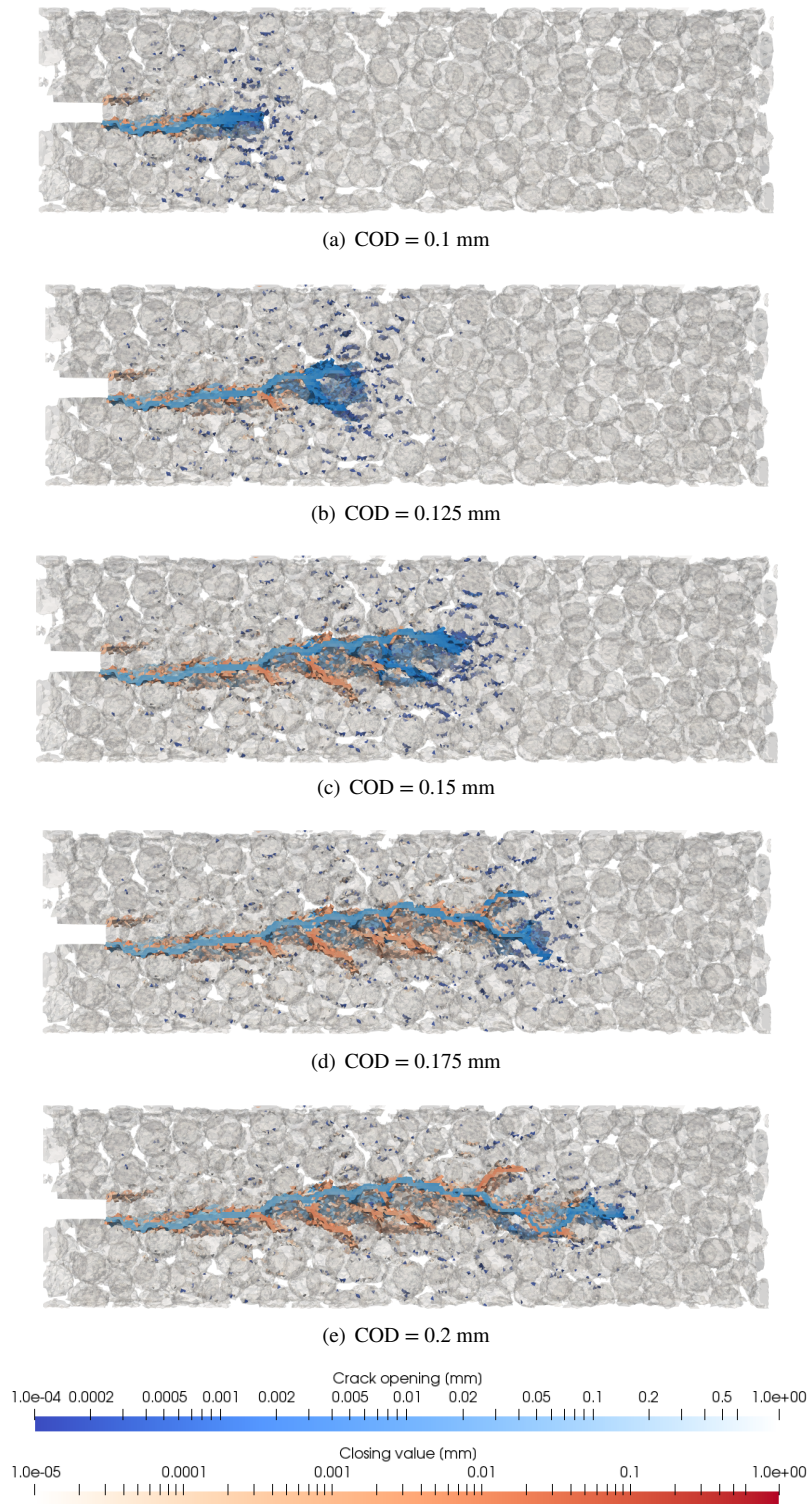 (a) COD = 0.1 mm
(b) COD = 0.125 mm
(c) COD = 0.15 mm
(d) COD = 0.175 mm
(e) COD = 0.2 mm
Crack opening (mm)
1.0e-04 0.0002 0.0005 0.001 0.002 0.005 0.01 0.02 0.05 0.1 0.2 0.5 1.0e+00
Closing value (mm)
1.0e-05 0.0001 0.001 0.01 0.1 1.0e+00